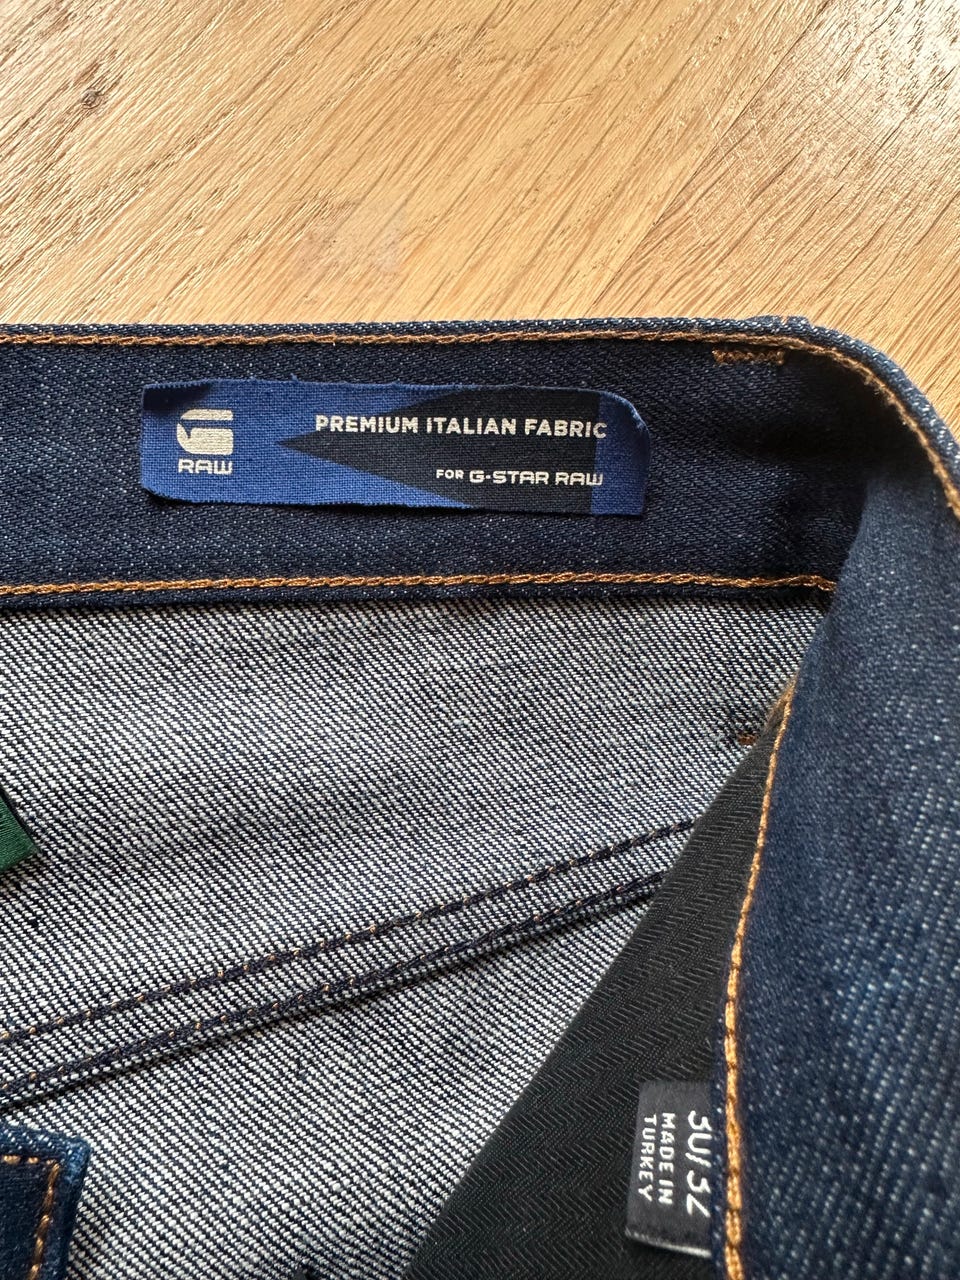 RAW
PREMIUM ITALIAN FABRIC
FOR G-STAR RAW
30/32
MADE IN
TURKEY